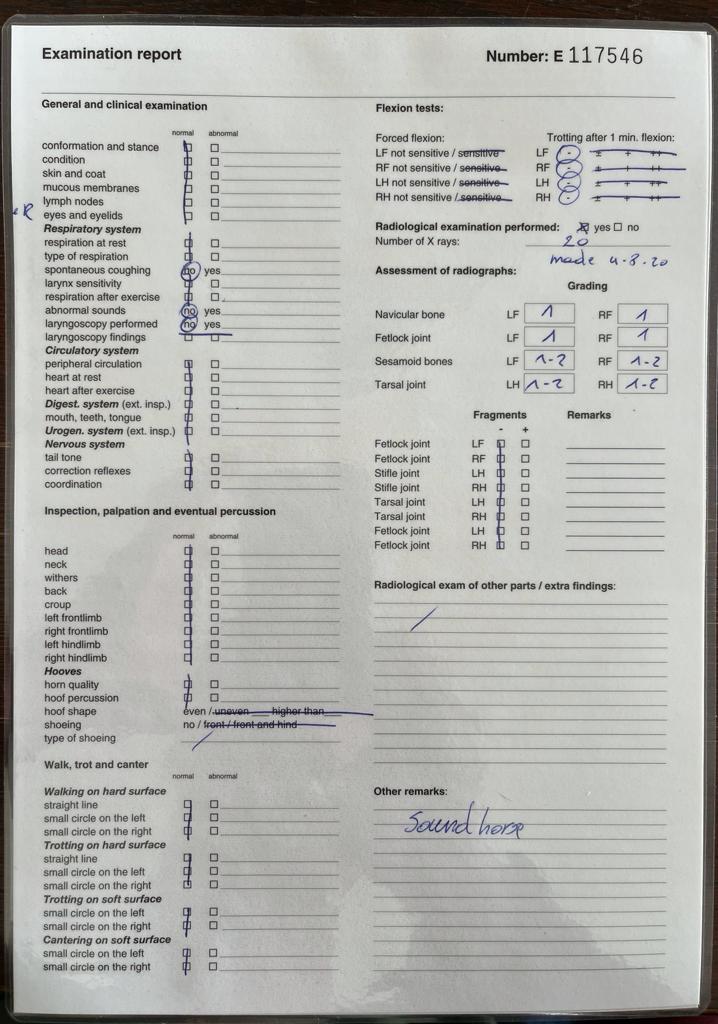 Examination report
Number: E 117546
General and clinical examination
normal abnormal
conformation and stance
condition
skin and coat
mucous membranes
lymph nodes
eyes and eyelids
Respiratory system
respiration at rest
type of respiration
spontaneous coughing no yes
larynx sensitivity
respiration after exercise
abnormal sounds no yes
laryngoscopy performed no yes
laryngoscopy findings
Circulatory system
peripheral circulation
heart at rest
heart after exercise
Digest. system (ext. insp.)
mouth, teeth, tongue
Urogen. system (ext. insp.)
Nervous system
tail tone
correction reflexes
coordination
Inspection, palpation and eventual percussion
normal abnormal
head
neck
withers
back
croup
left frontlimb
right frontlimb
left hindlimb
right hindlimb
Hooves
horn quality
hoof percussion
hoof shape even / uneven higher than
shoeing no / front / front and hind
type of shoeing
Walk, trot and canter
normal abnormal
Walking on hard surface
straight line
small circle on the left
small circle on the right
Trotting on hard surface
straight line
small circle on the left
small circle on the right
Trotting on soft surface
small circle on the left
small circle on the right
Cantering on soft surface
small circle on the left
small circle on the right
Flexion tests:
Forced flexion: Trotting after 1 min. flexion:
LF not sensitive / sensitive LF - ± + ++
RF not sensitive / sensitive RF - ± + ++
LH not sensitive / sensitive LH - ± + ++
RH not sensitive / sensitive RH - ± + ++
Radiological examination performed: yes no
Number of X rays: 20
made 4-8-20
Assessment of radiographs:
Grading
Navicular bone LF 1 RF 1
Fetlock joint LF 1 RF 1
Sesamoid bones LF 1-2 RF 1-2
Tarsal joint LH 1-2 RH 1-2
Fragments Remarks
- +
Fetlock joint LF
Fetlock joint RF
Stifle joint LH
Stifle joint RH
Tarsal joint LH
Tarsal joint RH
Fetlock joint LH
Fetlock joint RH
Radiological exam of other parts / extra findings:
Other remarks:
Sound horse